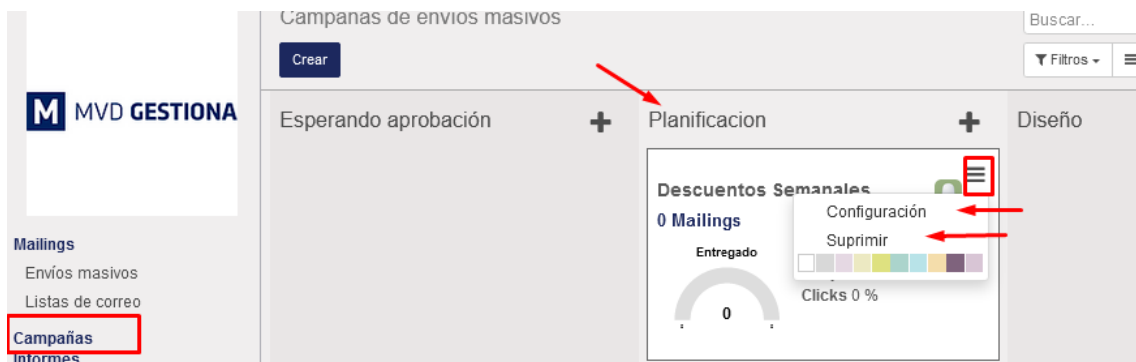 Campañas de envíos masivos
Buscar...
Crear
Filtros
M MVD GESTIONA
Esperando aprobación
Planificacion
Diseño
Descuentos Semanales
0 Mailings
Configuración
Suprimir
Entregado
Clicks 0 %
0
Mailings
Envíos masivos
Listas de correo
Campañas
Informes